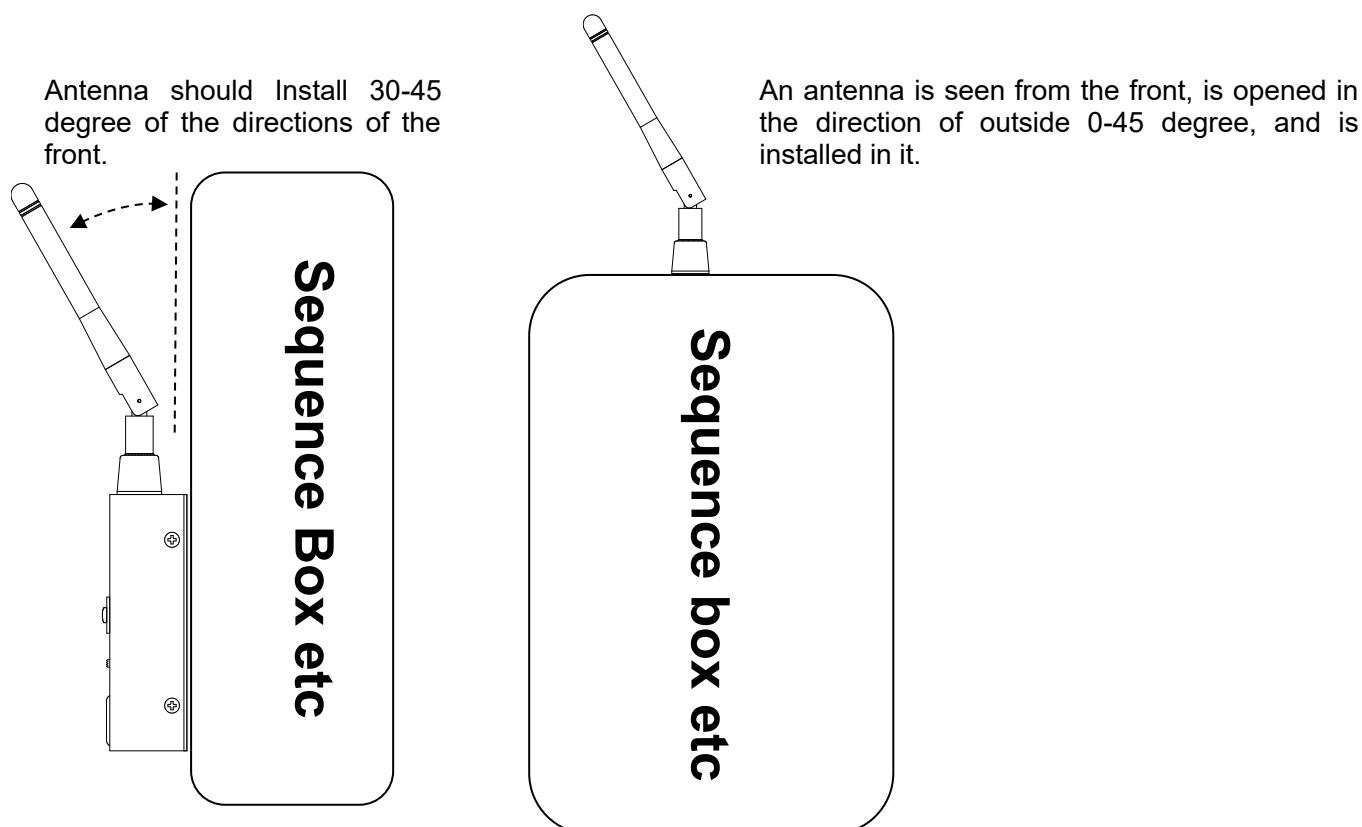 Antenna should Install 30-45
degree of the directions of the
front.
An antenna is seen from the front, is opened in
the direction of outside 0-45 degree, and is
installed in it.
Sequence Box etc
Sequence box etc